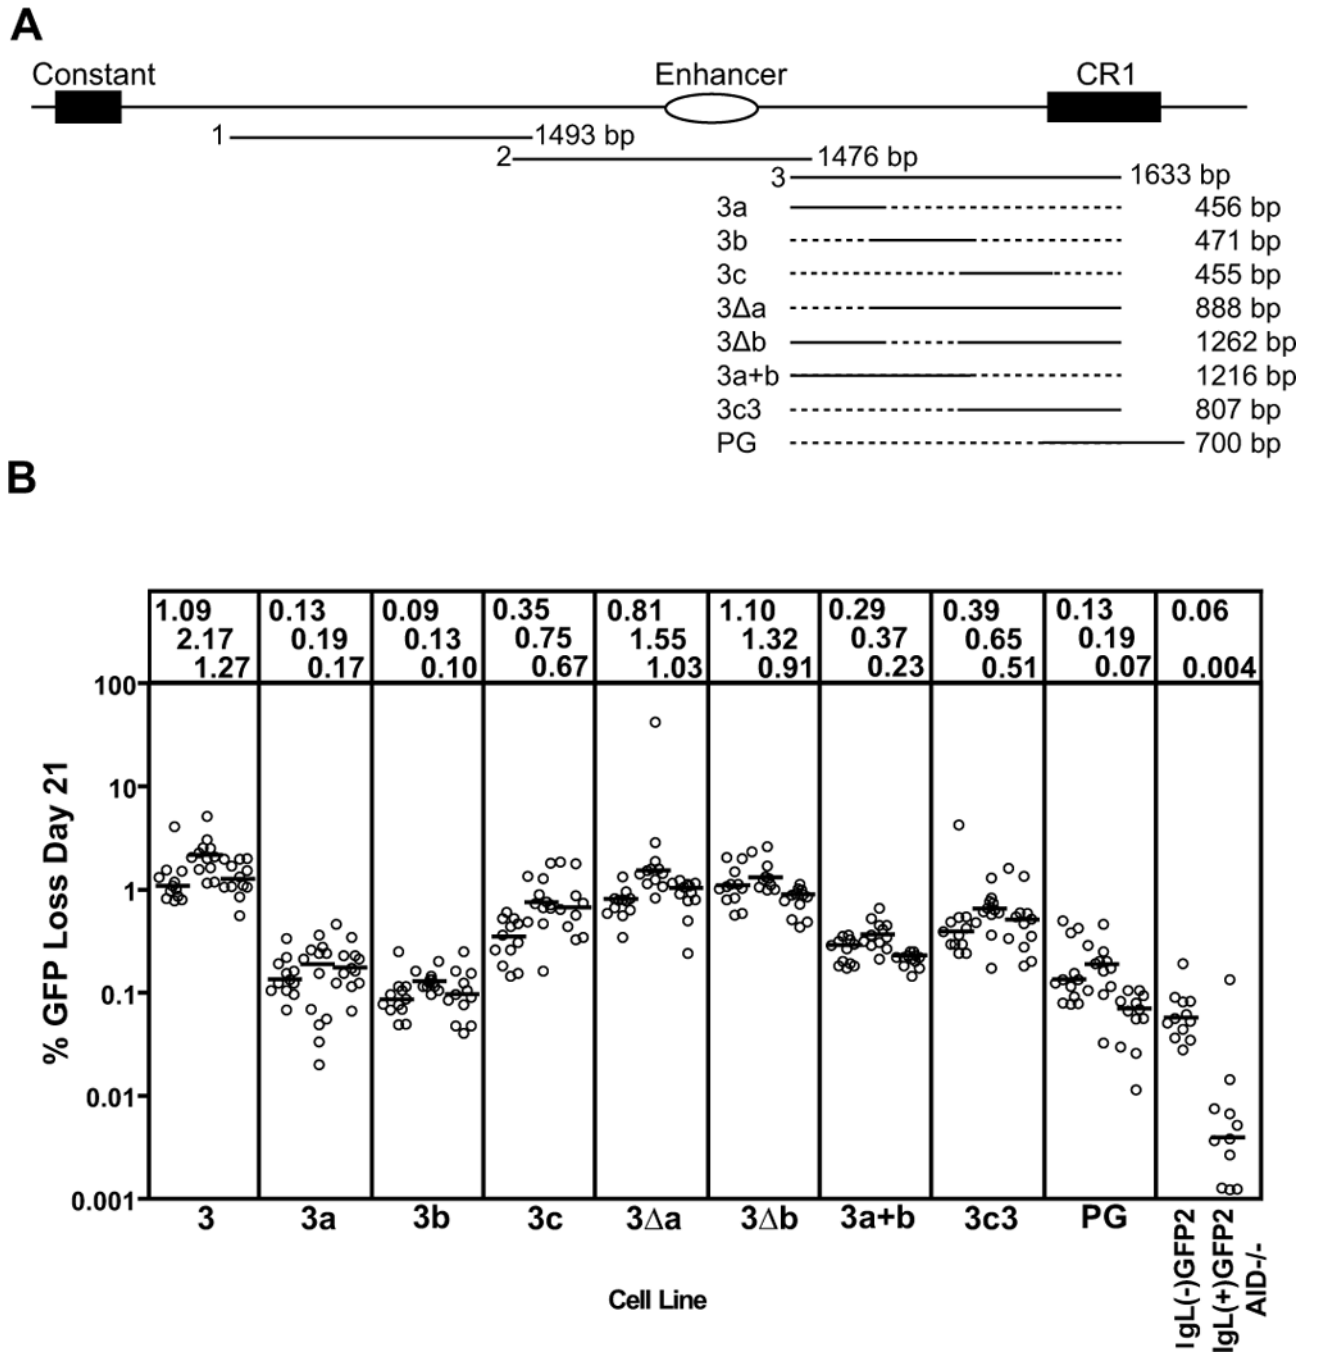 A
Constant Enhancer CR1
1 1493 bp
2 1476 bp
3 1633 bp
3a 456 bp
3b 471 bp
3c 455 bp
3Δa 888 bp
3Δb 1262 bp
3a+b 1216 bp
3c3 807 bp
PG 700 bp
B
1.09 0.13 0.09 0.35 0.81 1.10 0.29 0.39 0.13 0.06
2.17 0.19 0.13 0.75 1.55 1.32 0.37 0.65 0.19
1.27 0.17 0.10 0.67 1.03 0.91 0.23 0.51 0.07 0.004
% GFP Loss Day 21
100
10
1
0.1
0.01
0.001
3 3a 3b 3c 3Δa 3Δb 3a+b 3c3 PG
IgL(-)GFP2
IgL(+)GFP2
AID-/-
Cell Line